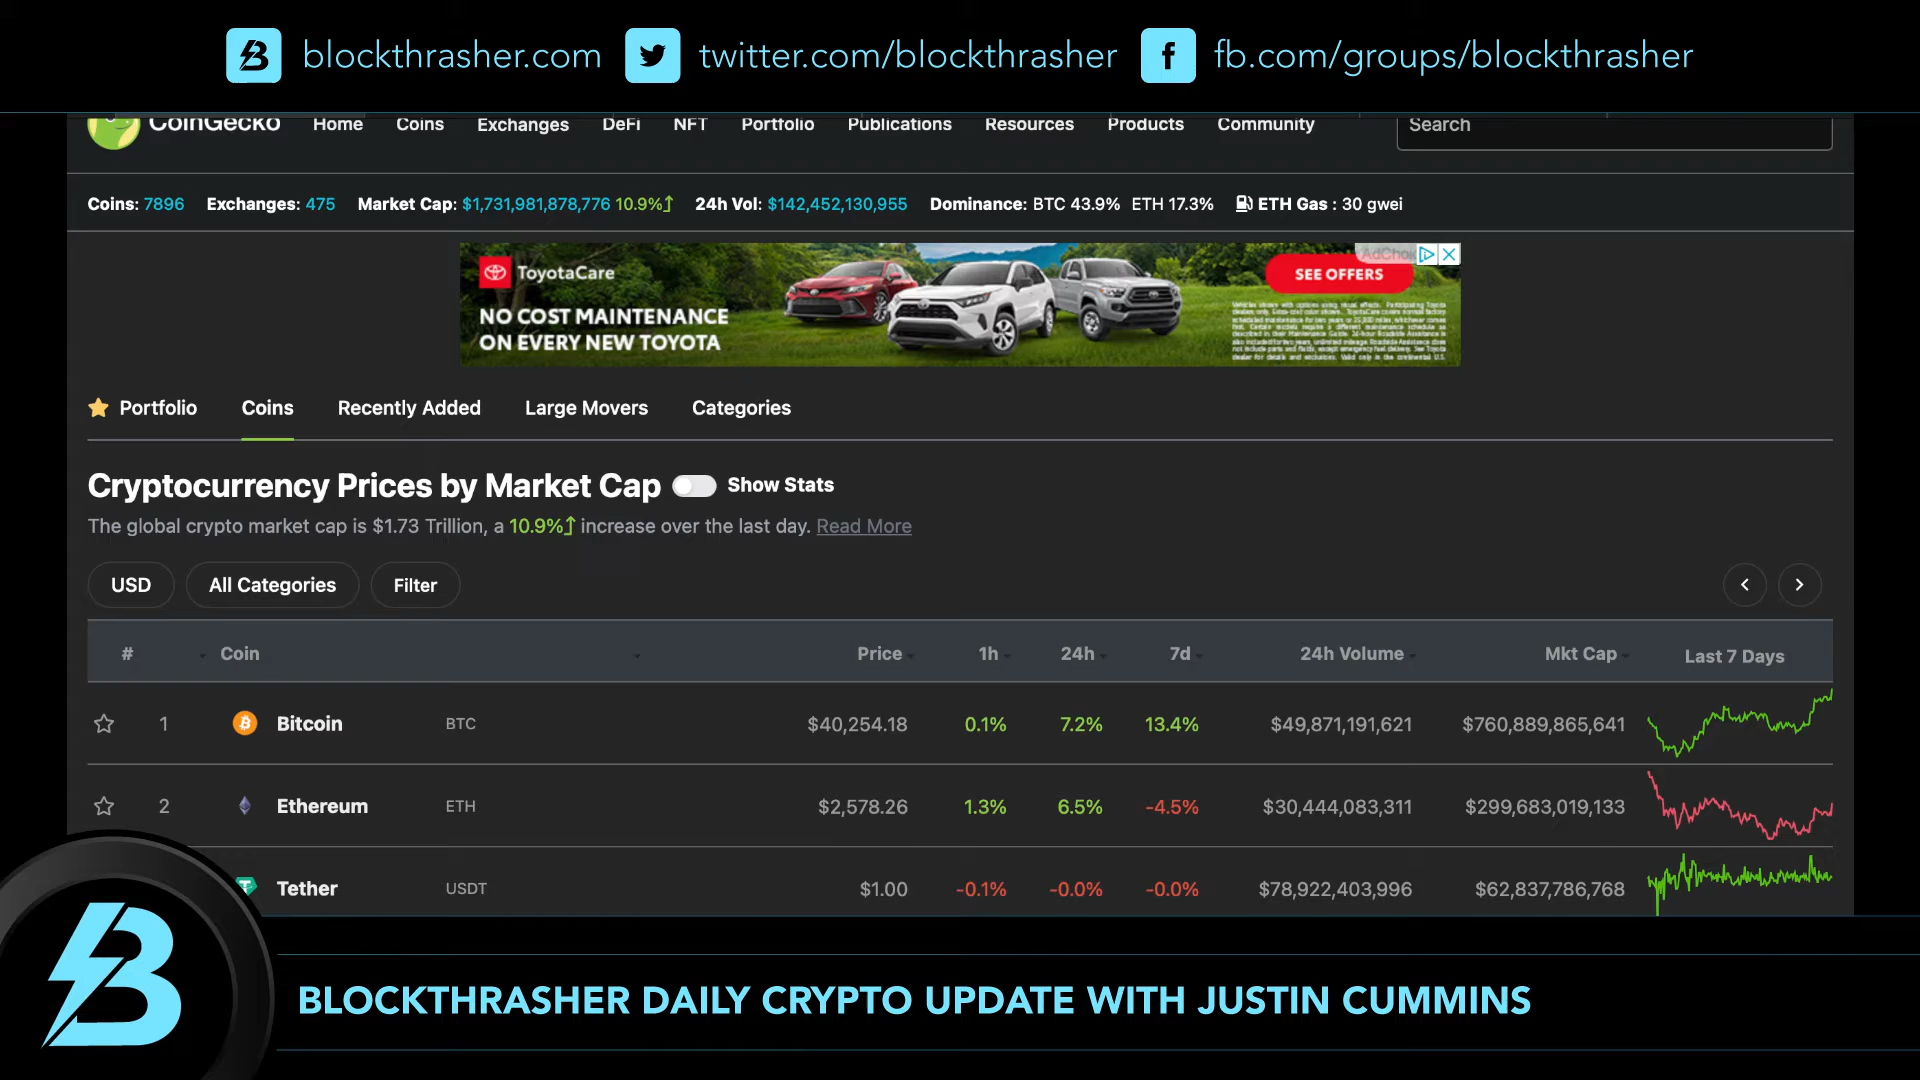 blockthrasher.com twitter.com/blockthrasher fb.com/groups/blockthrasher
CoinGecko Home Coins Exchanges DeFi NFT Portfolio Publications Resources Products Community Search
Coins: 7896 Exchanges: 475 Market Cap: $1,731,981,878,776 10.9% 24h Vol: $142,452,130,955 Dominance: BTC 43.9% ETH 17.3% ETH Gas : 30 gwei
ToyotaCare
NO COST MAINTENANCE
ON EVERY NEW TOYOTA
SEE OFFERS
Portfolio Coins Recently Added Large Movers Categories
Cryptocurrency Prices by Market Cap Show Stats
The global crypto market cap is $1.73 Trillion, a 10.9% increase over the last day. Read More
USD All Categories Filter
# Coin Price 1h 24h 7d 24h Volume Mkt Cap Last 7 Days
1 Bitcoin BTC $40,254.18 0.1% 7.2% 13.4% $49,871,191,621 $760,889,865,641
2 Ethereum ETH $2,578.26 1.3% 6.5% -4.5% $30,444,083,311 $299,683,019,133
Tether USDT $1.00 -0.1% -0.0% -0.0% $78,922,403,996 $62,837,786,768
BLOCKTHRASHER DAILY CRYPTO UPDATE WITH JUSTIN CUMMINS